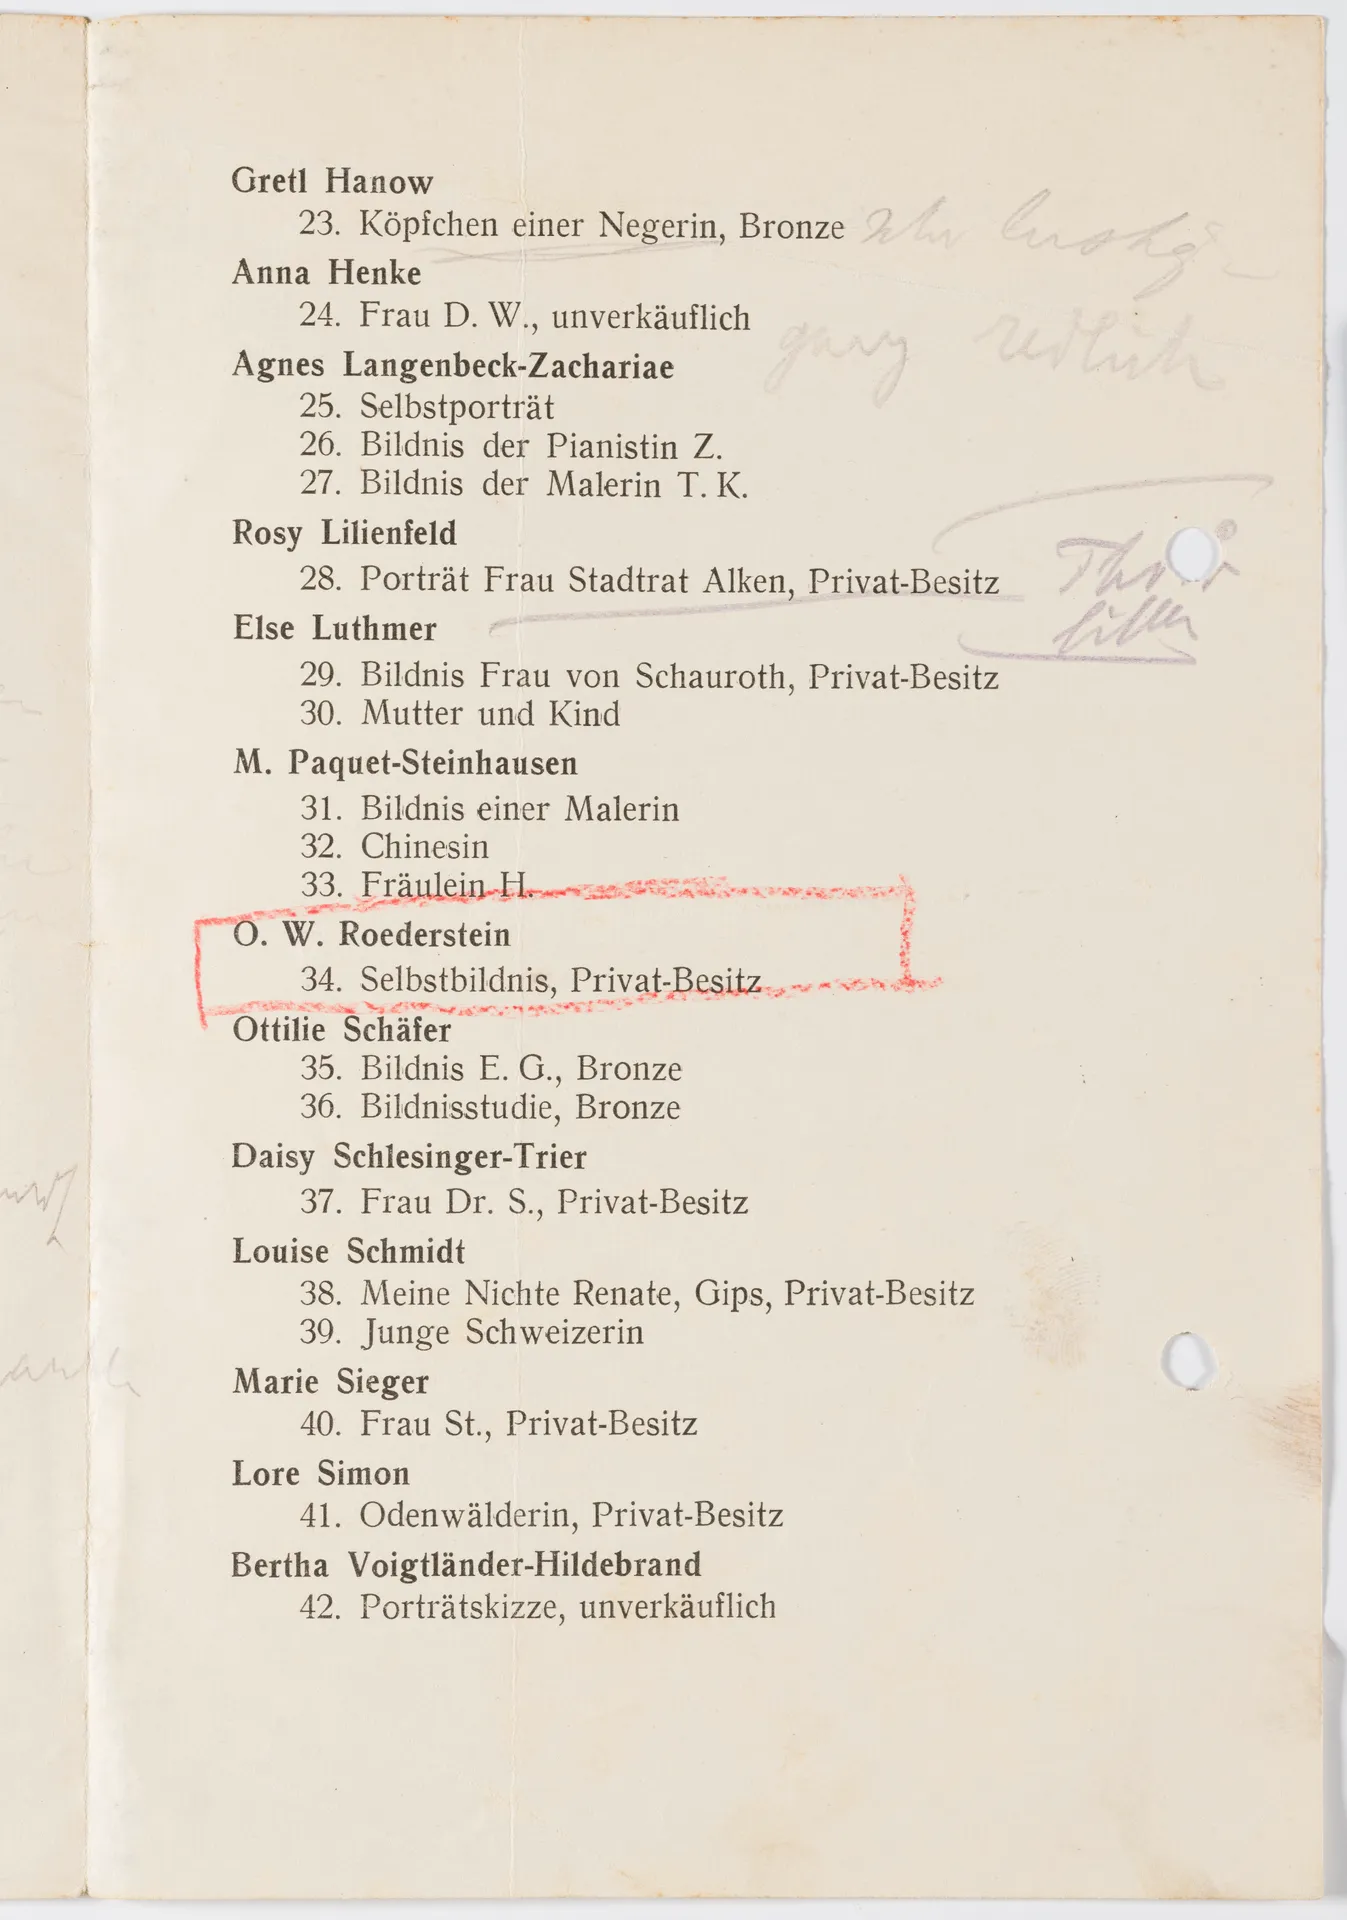 Gretl Hanow
23. Köpfchen einer Negerin, Bronze
Anna Henke
24. Frau D. W., unverkäuflich
ganz redlich
Agnes Langenbeck-Zachariae
25. Selbstporträt
26. Bildnis der Pianistin Z.
27. Bildnis der Malerin T. K.
Rosy Lilienfeld
28. Porträt Frau Stadtrat Alken, Privat-Besitz
Else Luthmer
29. Bildnis Frau von Schauroth, Privat-Besitz
30. Mutter und Kind
M. Paquet-Steinhausen
31. Bildnis einer Malerin
32. Chinesin
33. Fräulein H.
O. W. Roederstein
34. Selbstbildnis, Privat-Besitz
Ottilie Schäfer
35. Bildnis E. G., Bronze
36. Bildnisstudie, Bronze
Daisy Schlesinger-Trier
37. Frau Dr. S., Privat-Besitz
Louise Schmidt
38. Meine Nichte Renate, Gips, Privat-Besitz
39. Junge Schweizerin
Marie Sieger
40. Frau St., Privat-Besitz
Lore Simon
41. Odenwälderin, Privat-Besitz
Bertha Voigtländer-Hildebrand
42. Porträtskizze, unverkäuflich